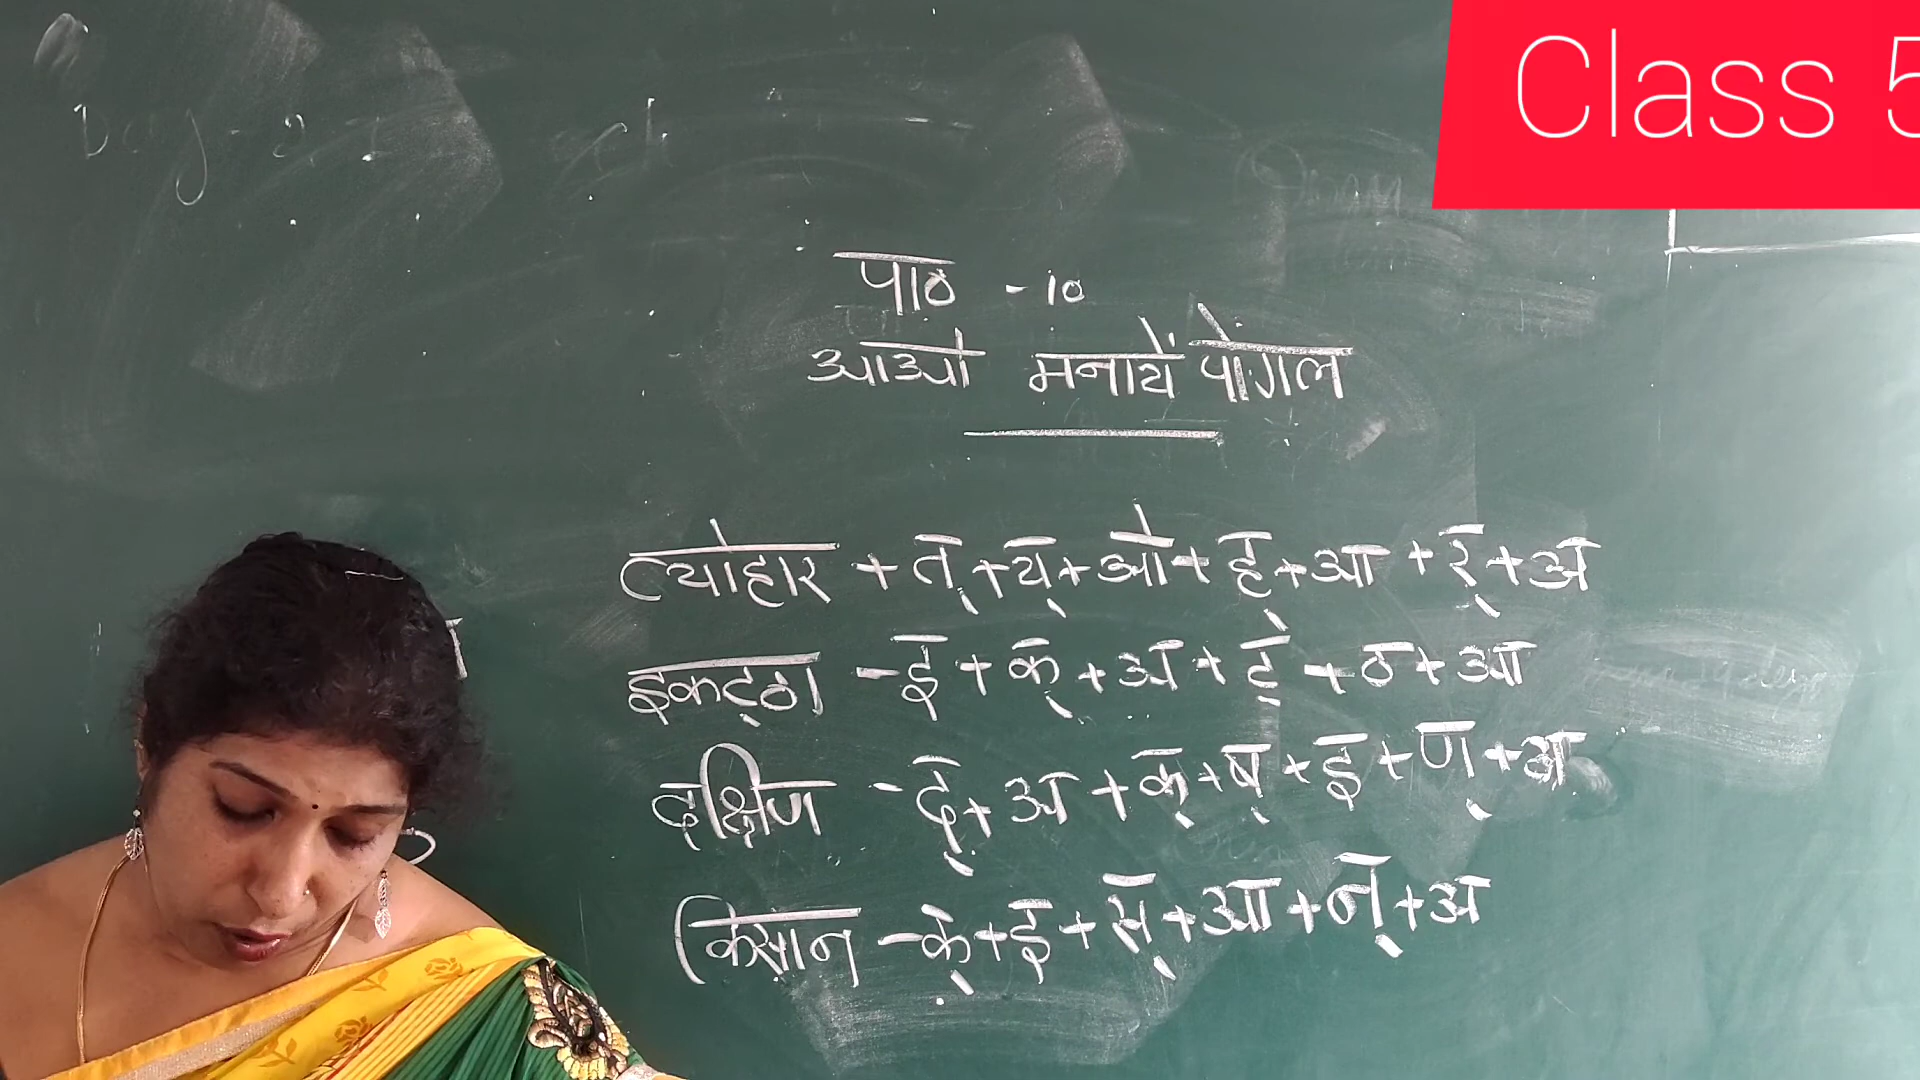 Class 5
पाठ - 10
आओ मनायें पोंगल
त्योहार + त् + य् + ओ + ह् + आ + र् + अ
इकट्ठा - इ + क् + अ + ट् + ठ + आ
दक्षिण - द् + अ + क् + ष् + इ + ण् + अ
किसान - क् + इ + स् + आ + न् + अ